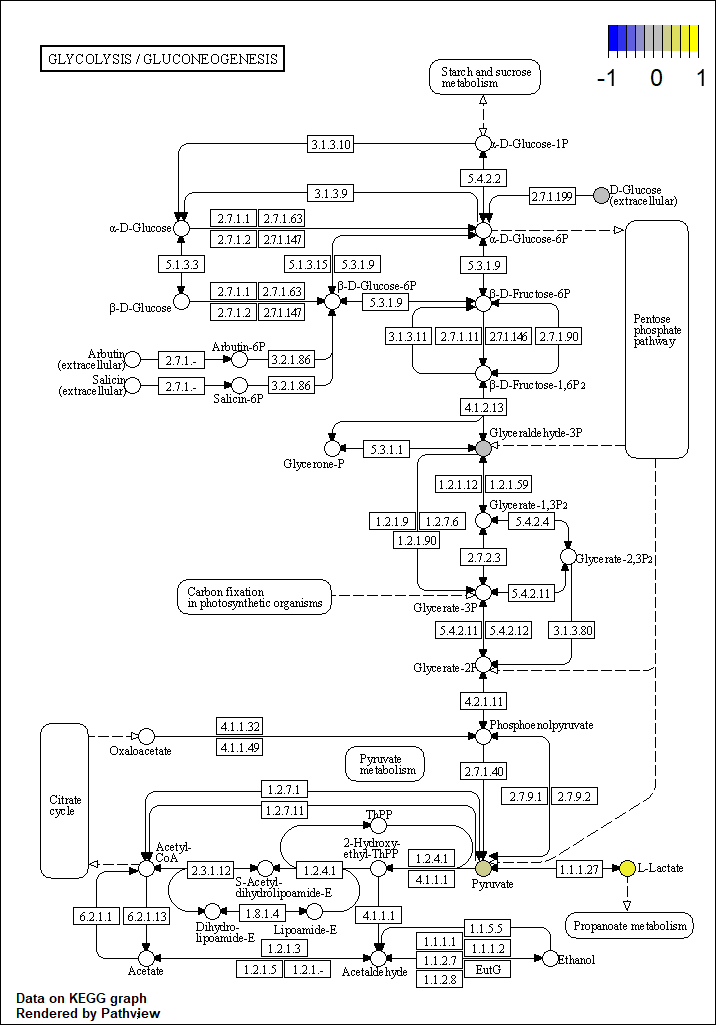 GLYCOLYSIS / GLUCONEOGENESIS
-1 0 1
Starch and sucrose
metabolism
3.1.3.10
α-D-Glucose-1P
5.4.2.2
3.1.3.9
2.7.1.199
D-Glucose
(extracellular)
α-D-Glucose
2.7.1.1
2.7.1.63
2.7.1.2
2.7.1.147
α-D-Glucose-6P
5.1.3.3
5.1.3.15
5.3.1.9
5.3.1.9
β-D-Glucose
2.7.1.1
2.7.1.63
2.7.1.2
2.7.1.147
β-D-Glucose-6P
5.3.1.9
β-D-Fructose-6P
Pentose
phosphate
pathway
3.1.3.11
2.7.1.11
2.7.1.146
2.7.1.90
Arbutin
(extracellular)
2.7.1.-
Arbutin-6P
3.2.1.86
Salicin
(extracellular)
2.7.1.-
Salicin-6P
3.2.1.86
β-D-Fructose-1,6P2
4.1.2.13
Glyceraldehyde-3P
Glycerone-P
5.3.1.1
1.2.1.12
1.2.1.59
Glycerate-1,3P2
1.2.1.9
1.2.7.6
5.4.2.4
1.2.1.90
2.7.2.3
Glycerate-2,3P2
Carbon fixation
in photosynthetic organisms
5.4.2.11
Glycerate-3P
5.4.2.11
5.4.2.12
3.1.3.80
Glycerate-2P
4.2.1.11
4.1.1.32
Phosphoenolpyruvate
Oxaloacetate
4.1.1.49
Pyruvate
metabolism
2.7.1.40
Citrate
cycle
1.2.7.1
2.7.9.1
2.7.9.2
1.2.7.11
ThPP
Acetyl-
CoA
2-Hydroxy-
ethyl-ThPP
2.3.1.12
1.2.4.1
1.2.4.1
4.1.1.1
1.1.1.27
L-Lactate
S-Acetyl-
dihydrolipoamide-E
Pyruvate
6.2.1.1
6.2.1.13
1.8.1.4
4.1.1.1
Dihydro-
lipoamide-E
Lipoamide-E
Propanoate metabolism
1.1.5.5
1.2.1.3
1.1.1.1
1.1.1.2
Acetate
1.2.1.5
1.2.1.-
Acetaldehyde
1.1.2.7
EutG
Ethanol
1.1.2.8
Data on KEGG graph
Rendered by Pathview